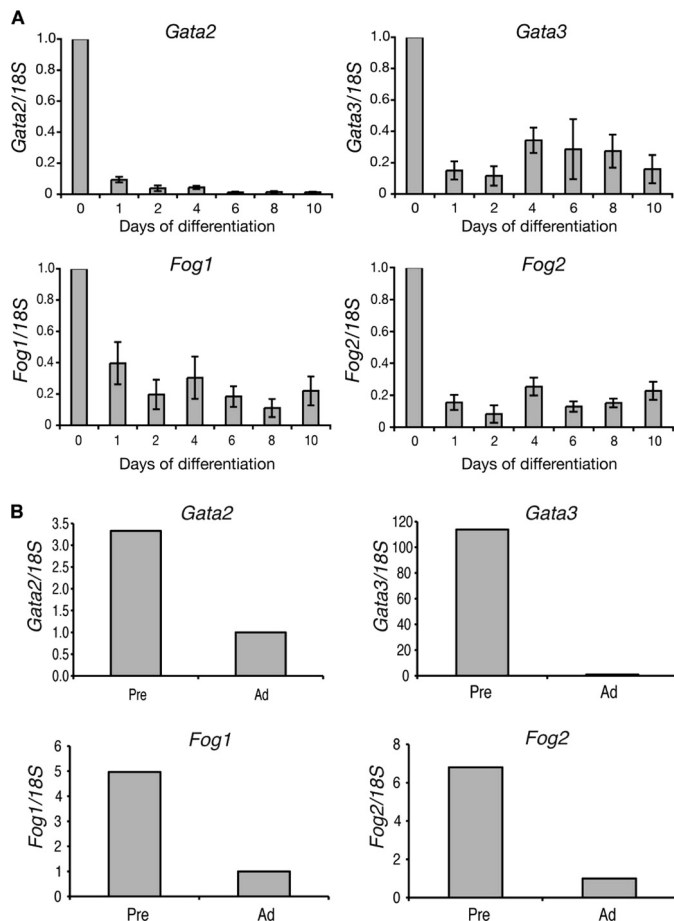 A
Gata2
Gata2/18S
1.0
0.8
0.6
0.4
0.2
0
0 1 2 4 6 8 10
Days of differentiation
Gata3
Gata3/18S
1.0
0.8
0.6
0.4
0.2
0
0 1 2 4 6 8 10
Days of differentiation
Fog1
Fog1/18S
1.0
0.8
0.6
0.4
0.2
0
0 1 2 4 6 8 10
Days of differentiation
Fog2
Fog2/18S
1.0
0.8
0.6
0.4
0.2
0
0 1 2 4 6 8 10
Days of differentiation
B
Gata2
Gata2/18S
3.5
3.0
2.5
2.0
1.5
1.0
0.5
0.0
Pre Ad
Gata3
Gata3/18S
120
100
80
60
40
20
0
Pre Ad
Fog1
Fog1/18S
6
5
4
3
2
1
0
Pre Ad
Fog2
Fog2/18S
8
6
4
2
0
Pre Ad